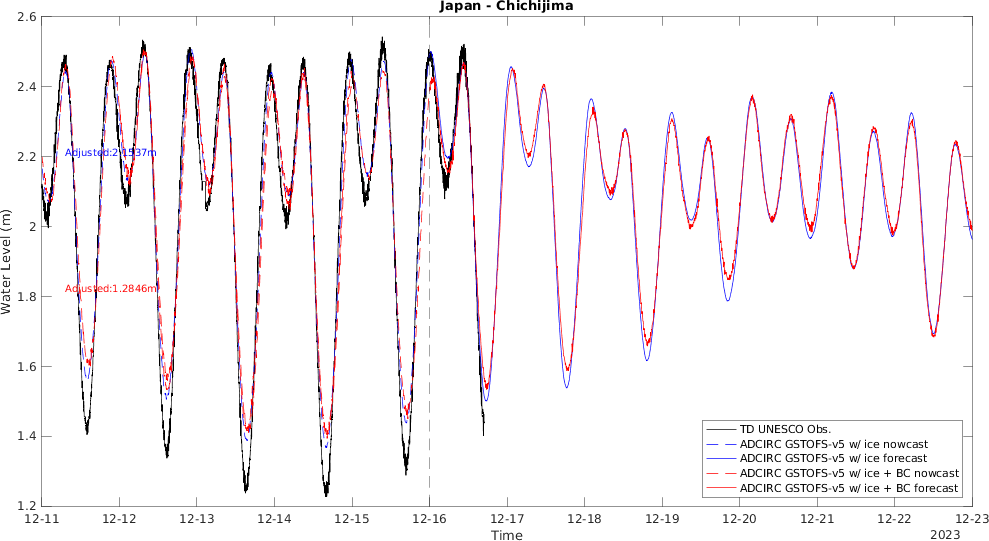 Japan - Chichijima
2.6
2.4
2.2
2
1.8
1.6
1.4
1.2
Water Level (m)
Adjusted:2.1537m
Adjusted:1.2846m
TD UNESCO Obs.
ADCIRC GSTOFS-v5 w/ ice nowcast
ADCIRC GSTOFS-v5 w/ ice forecast
ADCIRC GSTOFS-v5 w/ ice + BC nowcast
ADCIRC GSTOFS-v5 w/ ice + BC forecast
12-11 12-12 12-13 12-14 12-15 12-16 12-17 12-18 12-19 12-20 12-21 12-22 12-23
Time
2023